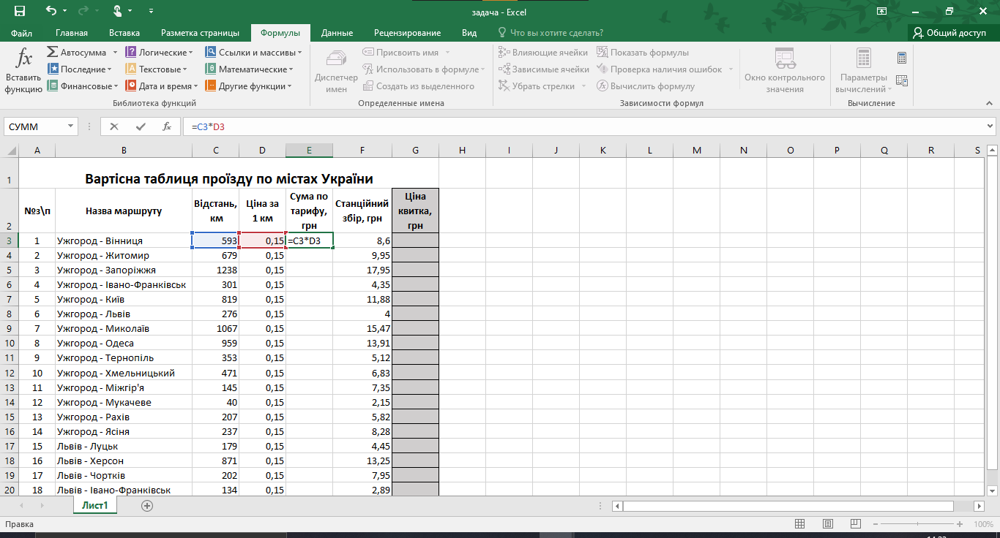 задача - Excel
Файл Главная Вставка Разметка страницы Формулы Данные Рецензирование Вид Что вы хотите сделать? Общий доступ
fx Вставить функцию
Σ Автосумма
Последние
Финансовые
Логические
Текстовые
Дата и время
Ссылки и массивы
Математические
Другие функции
Библиотека функций
Диспетчер имен
Присвоить имя
Использовать в формуле
Создать из выделенного
Определенные имена
Влияющие ячейки
Зависимые ячейки
Убрать стрелки
Показать формулы
Проверка наличия ошибок
Вычислить формулу
Окно контрольного значения
Зависимости формул
Параметры вычислений
Вычисление
СУММ fx =C3*D3
A B C D E F G H I J K L M N O P Q R S
1 Вартісна таблиця проїзду по містах України
2 №з\п Назва маршруту Відстань, км Ціна за 1 км Сума по тарифу, грн Станційний збір, грн Ціна квитка, грн
3 1 Ужгород - Вінниця 593 0,15 =C3*D3 8,6
4 2 Ужгород - Житомир 679 0,15 9,95
5 3 Ужгород - Запоріжжя 1238 0,15 17,95
6 4 Ужгород - Івано-Франківськ 301 0,15 4,35
7 5 Ужгород - Київ 819 0,15 11,88
8 6 Ужгород - Львів 276 0,15 4
9 7 Ужгород - Миколаїв 1067 0,15 15,47
10 8 Ужгород - Одеса 959 0,15 13,91
11 9 Ужгород - Тернопіль 353 0,15 5,12
12 10 Ужгород - Хмельницький 471 0,15 6,83
13 11 Ужгород - Міжгір'я 145 0,15 7,35
14 12 Ужгород - Мукачеве 40 0,15 2,15
15 13 Ужгород - Рахів 207 0,15 5,82
16 14 Ужгород - Ясіня 237 0,15 8,28
17 15 Львів - Луцьк 179 0,15 4,45
18 16 Львів - Херсон 871 0,15 13,25
19 17 Львів - Чортків 202 0,15 7,95
20 18 Львів - Івано-Франківськ 134 0,15 2,89
Лист1
Правка 100%